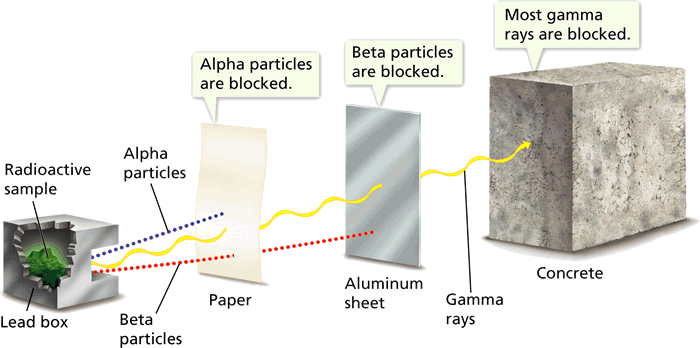 Most gamma
rays are blocked.
Alpha particles
are blocked.
Beta particles
are blocked.
Radioactive
sample
Alpha
particles
Lead box
Beta
particles
Paper
Aluminum
sheet
Gamma
rays
Concrete